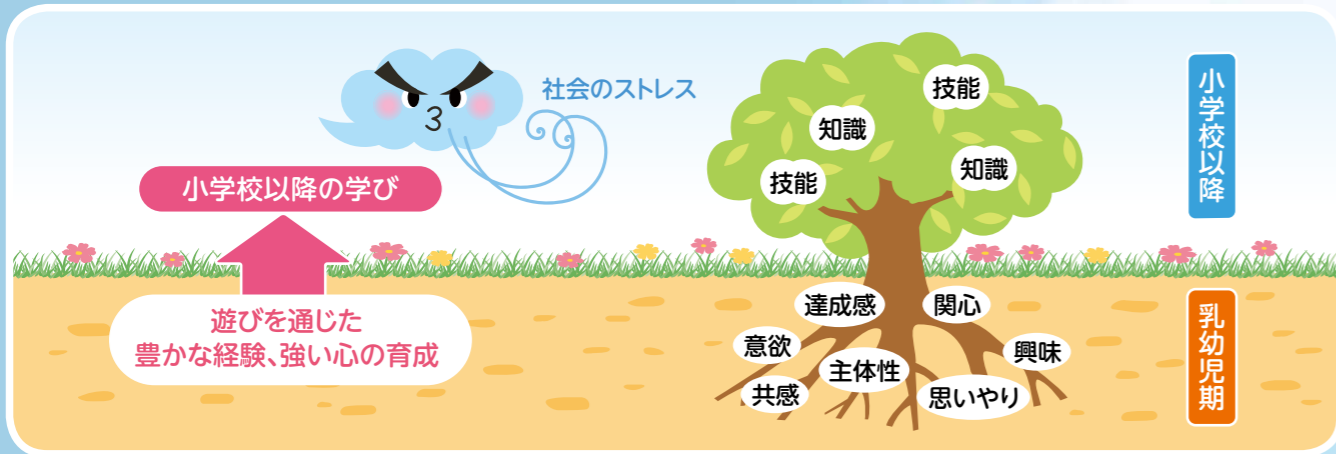 社会のストレス
小学校以降の学び
遊びを通じた
豊かな経験、強い心の育成
技能
知識
技能
知識
小学校以降
達成感
関心
意欲
主体性
興味
共感
思いやり
乳幼児期